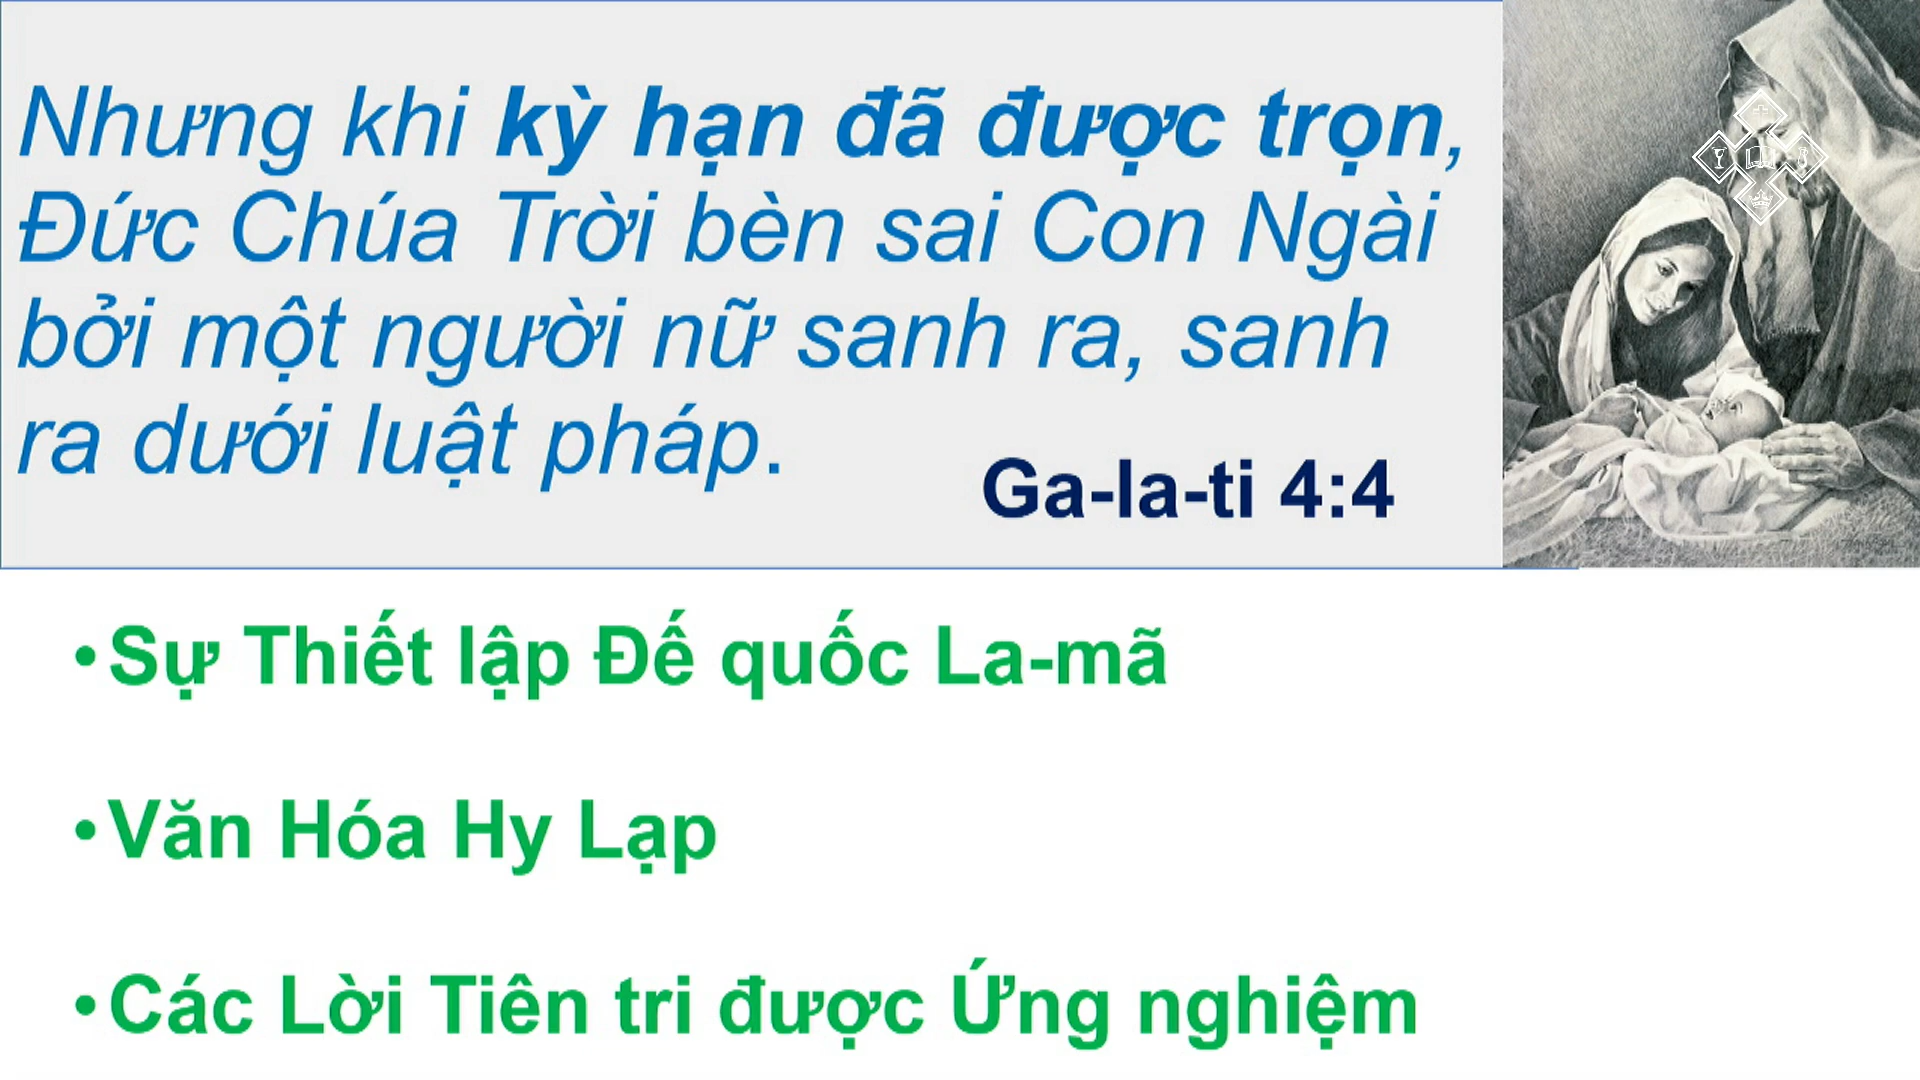 Nhưng khi kỳ hạn đã được trọn,
Đức Chúa Trời bèn sai Con Ngài
bởi một người nữ sanh ra, sanh
ra dưới luật pháp.
Ga-la-ti 4:4
•Sự Thiết lập Đế quốc La-mã
•Văn Hóa Hy Lạp
•Các Lời Tiên tri được Ứng nghiệm